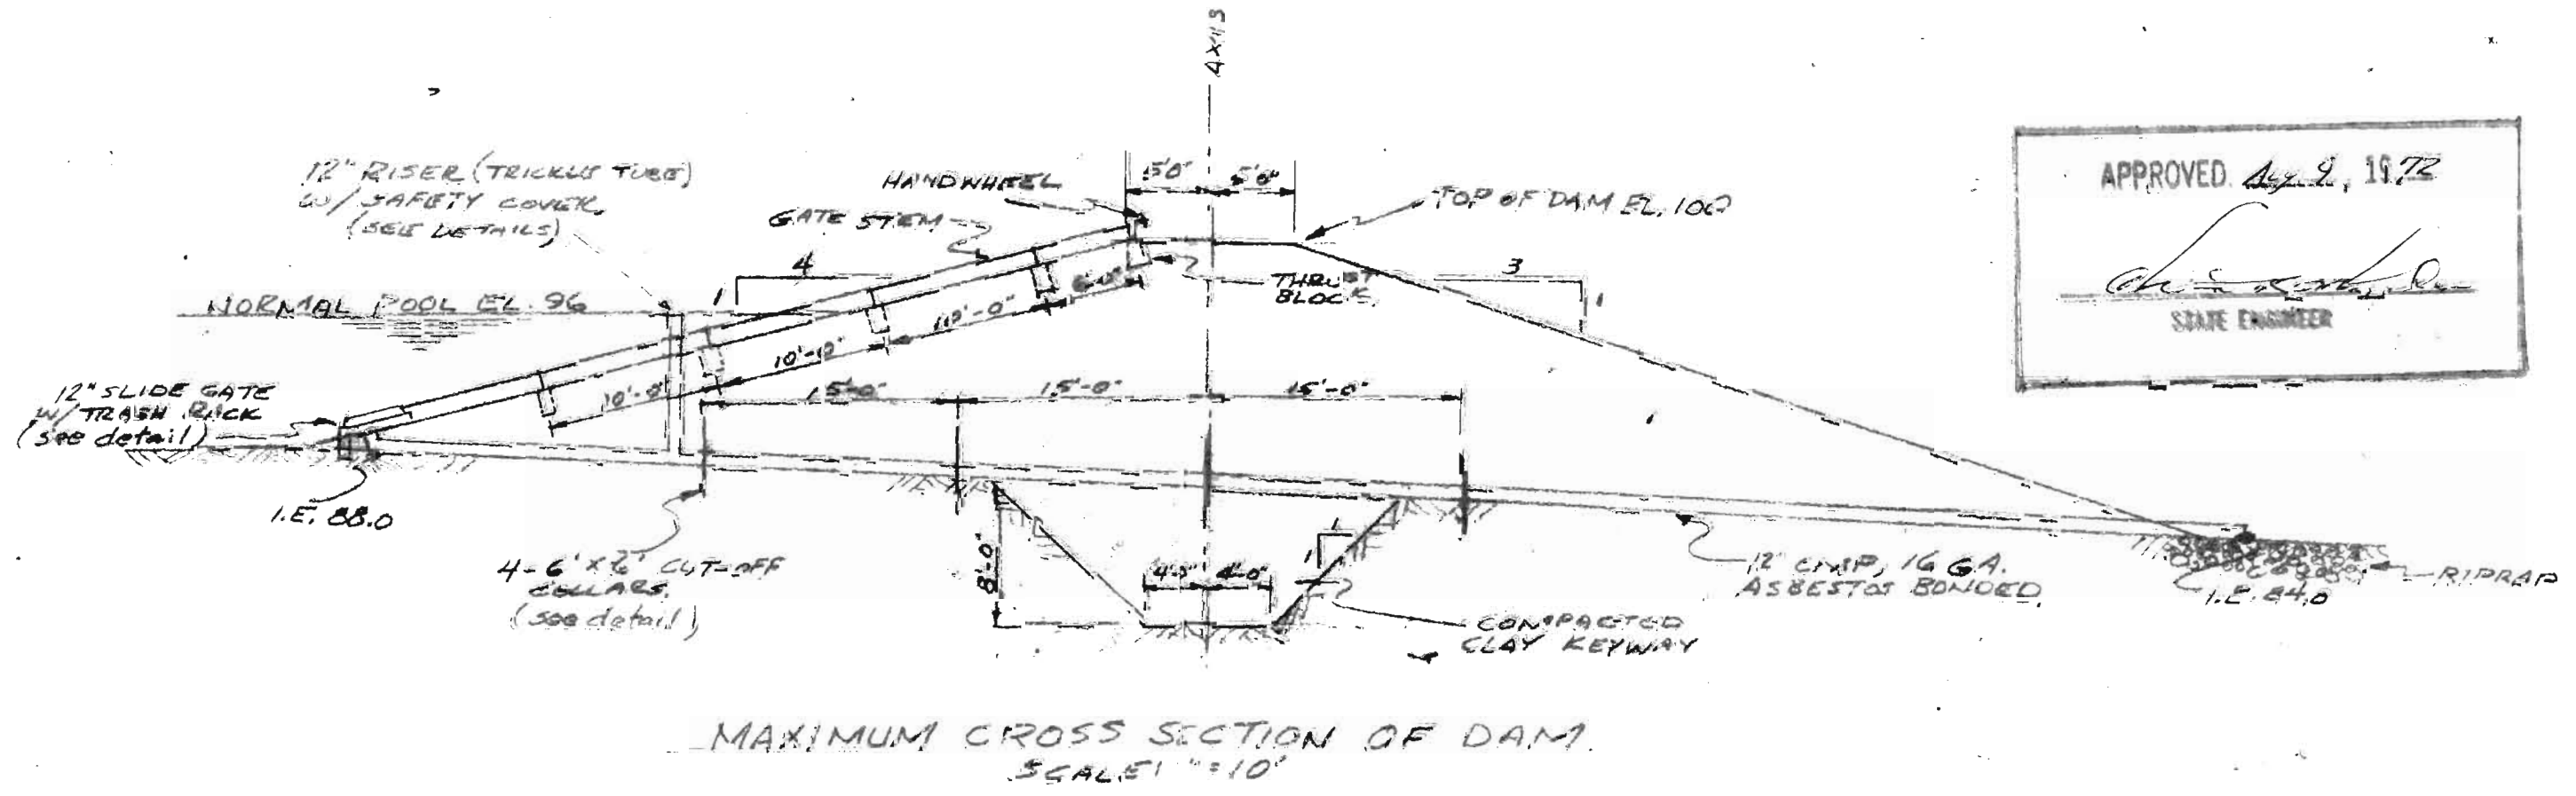 AXIS
12" RISER (TRICKLE TUBE)
W/ SAFETY COVER.
(SEE DETAILS)
HANDWHEEL
GATE STEM
5'0"
5'0"
TOP OF DAM EL. 100
APPROVED Aug 9, 1972
STATE ENGINEER
4
1
THRUST
BLOCK
3
1
NORMAL POOL EL. 96
6'-0"
10'-0"
10'-0"
10'-0"
15'-0"
15'-0"
15'-0"
12" SLIDE GATE
W/ TRASH RACK
(see detail)
I.E. 88.0
4-6' x 6' CUT-OFF
COLLARS.
(see detail)
8'-0"
4'-0"
4'-0"
1
1
12" CMP, 16 GA.
ASBESTOS BONDED.
RIPRAP
I.E. 84.0
COMPACTED
CLAY KEYWAY
MAXIMUM CROSS SECTION OF DAM.
SCALE 1" = 10'